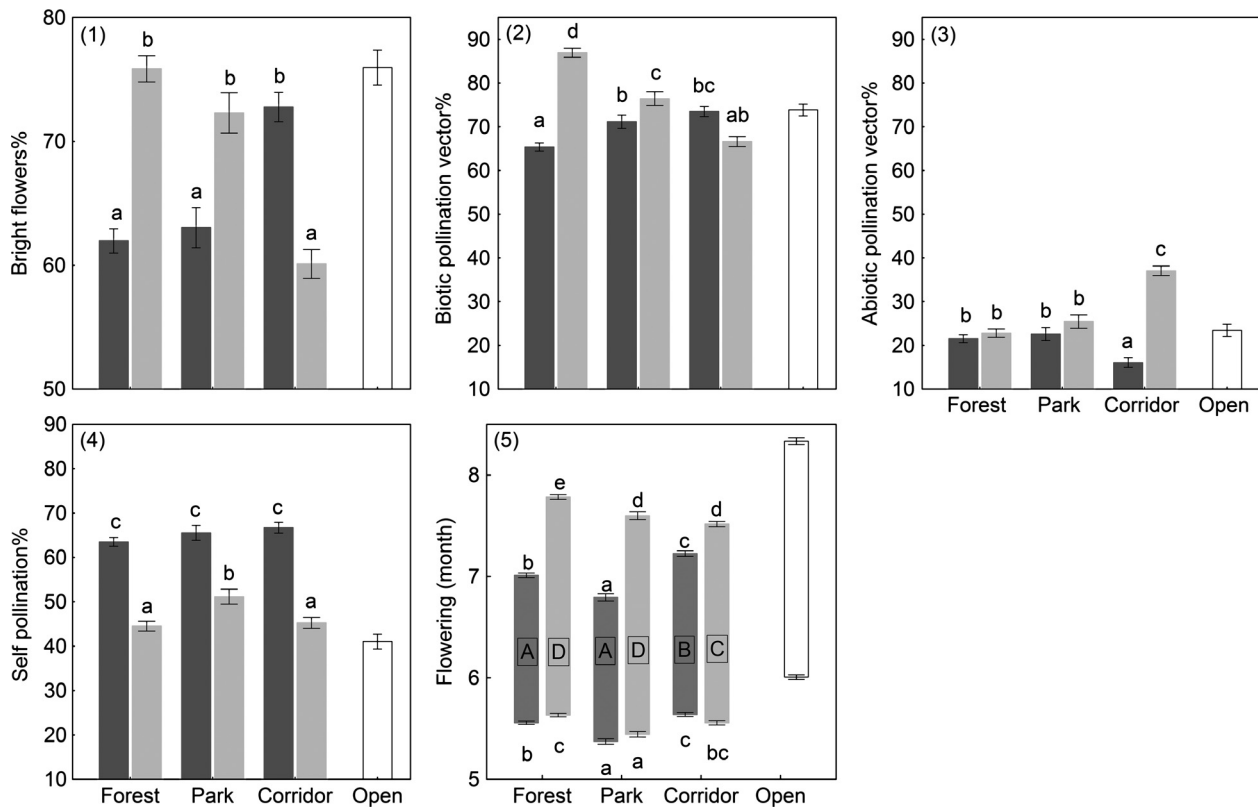 (1)
80
70
60
50
Bright flowers%
a
b
a
b
b
a
(2)
90
80
70
60
50
40
30
20
10
Biotic pollination vector%
a
d
b
c
bc
ab
(3)
90
80
70
60
50
40
30
20
10
Abiotic pollination vector%
b
b
b
b
a
c
Forest Park Corridor Open
(4)
90
80
70
60
50
40
30
20
10
Self pollination%
c
a
c
b
c
a
Forest Park Corridor Open
(5)
8
7
6
5
Flowering (month)
b
e
a
d
c
d
A D A D B C
b
c
a
a
c
bc
Forest Park Corridor Open